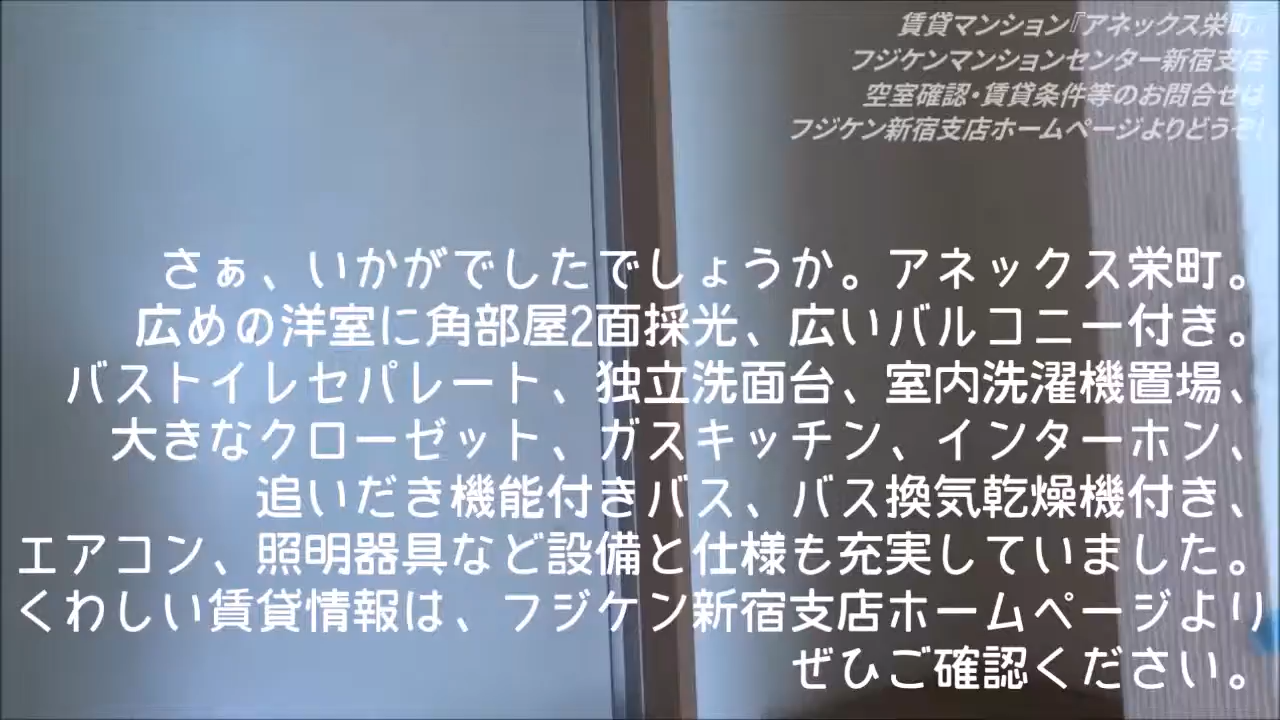 賃貸マンション『アネックス栄町』
フジケンマンションセンター新宿支店
空室確認・賃貸条件等のお問合せは
フジケン新宿支店ホームページよりどうぞ!
さぁ、いかがでしたでしょうか。アネックス栄町。
広めの洋室に角部屋2面採光、広いバルコニー付き。
バストイレセパレート、独立洗面台、室内洗濯機置場、
大きなクローゼット、ガスキッチン、インターホン、
追いだき機能付きバス、バス換気乾燥機付き、
エアコン、照明器具など設備と仕様も充実していました。
くわしい賃貸情報は、フジケン新宿支店ホームページより
ぜひご確認ください。